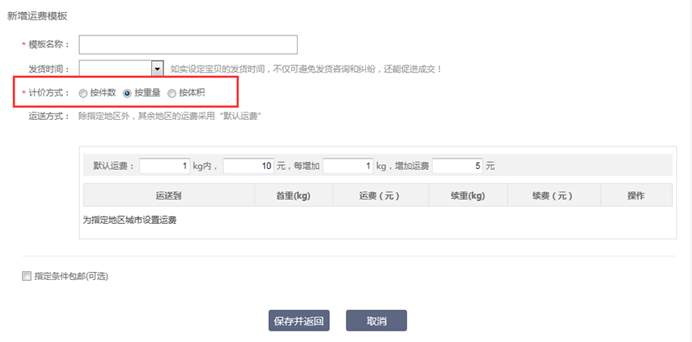 新增运费模板
* 模板名称：
发货时间： 如实设定宝贝的发货时间，不仅可避免发货咨询和纠纷，还能促进成交！
* 计价方式： 按件数 按重量 按体积
运送方式： 除指定地区外，其余地区的运费采用“默认运费”
默认运费： 1 kg内， 10 元，每增加 1 kg，增加运费 5 元
运送到 首重(kg) 运费（元） 续重(kg) 续费（元） 操作
为指定地区城市设置运费
指定条件包邮(可选)
保存并返回 取消